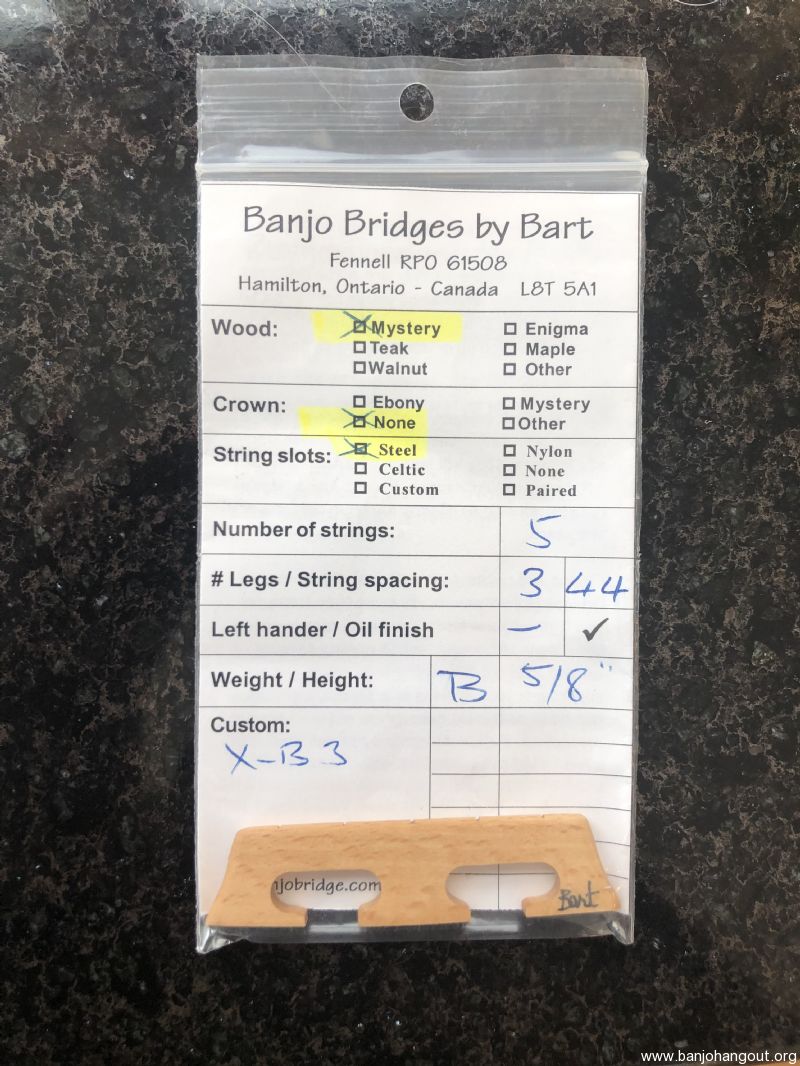 Banjo Bridges by Bart
Fennell RPO 61508
Hamilton, Ontario - Canada L8T 5A1
Wood: Mystery Enigma
Teak Maple
Walnut Other
Crown: Ebony Mystery
None Other
String slots: Steel Nylon
Celtic None
Custom Paired
Number of strings: 5
# Legs / String spacing: 3 44
Left hander / Oil finish – ✓
Weight / Height: B 5/8"
Custom:
X-B3
njobridge.com
Bart
www.banjohangout.org